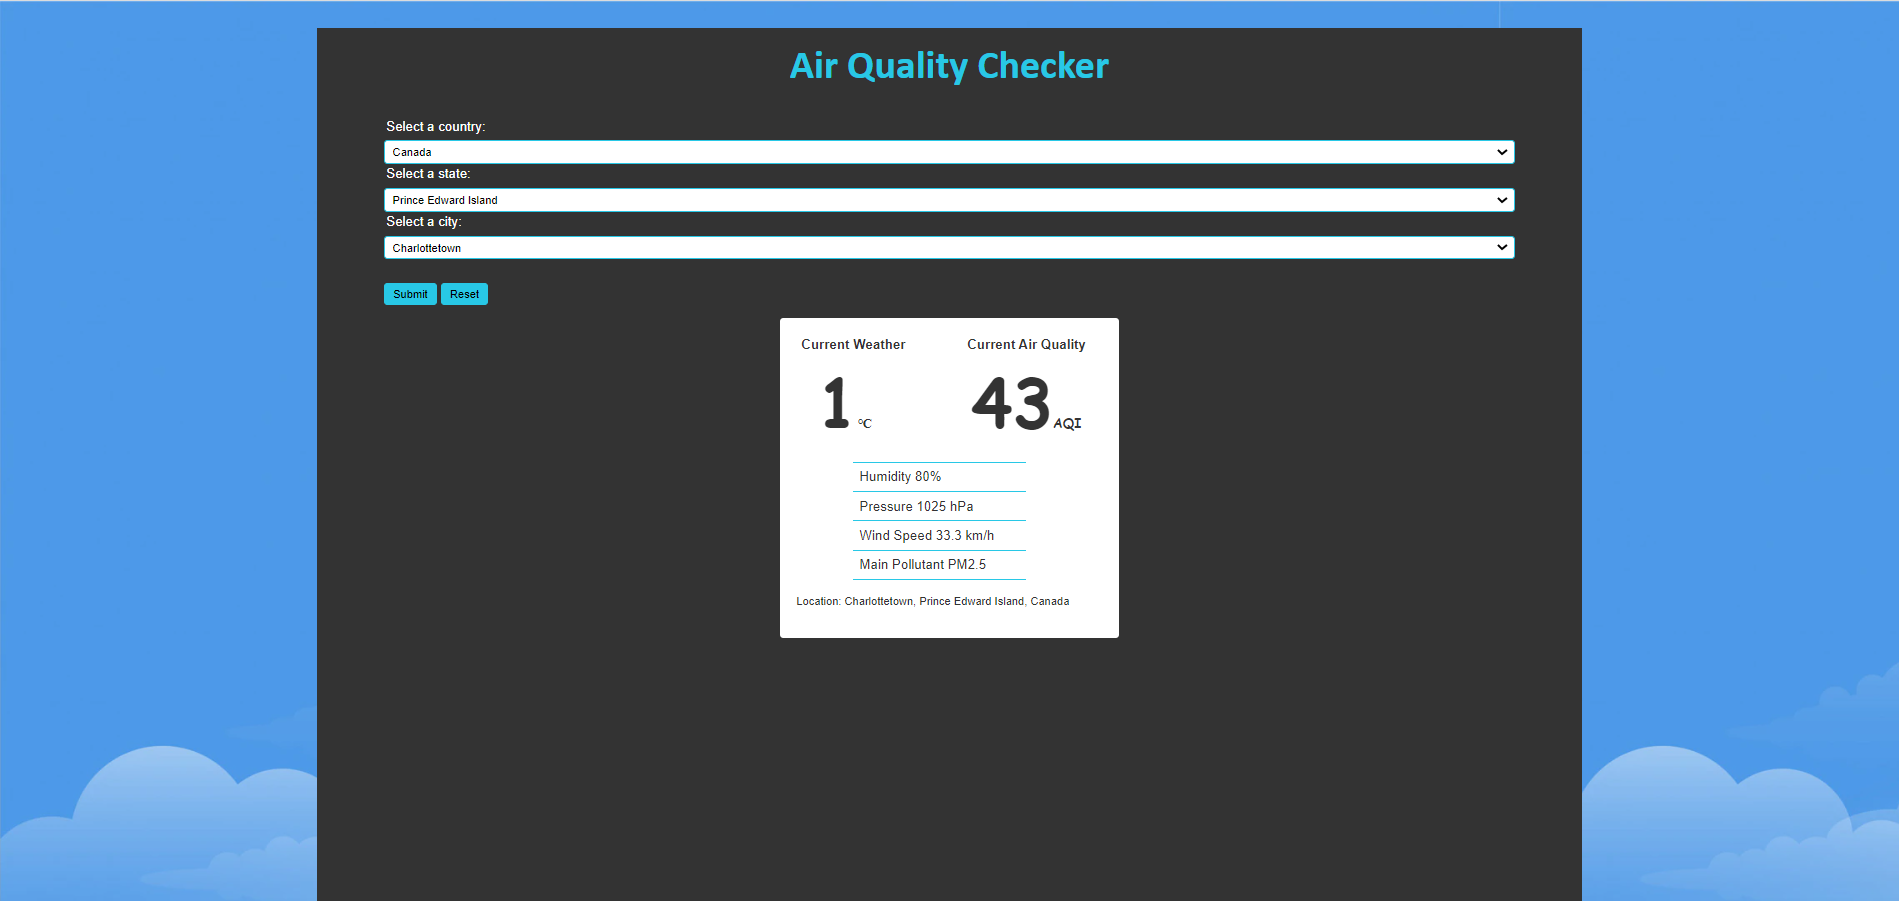 Air Quality Checker
Select a country:
Canada
Select a state:
Prince Edward Island
Select a city:
Charlottetown
Submit Reset
Current Weather Current Air Quality
1 °C 43 AQI
Humidity 80%
Pressure 1025 hPa
Wind Speed 33.3 km/h
Main Pollutant PM2.5
Location: Charlottetown, Prince Edward Island, Canada